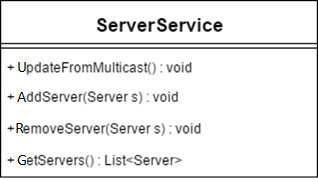 ServerService
+ UpdateFromMulticast() : void
+ AddServer(Server s) : void
+RemoveServer(Server s) : void
+ GetServers() : List<Server>